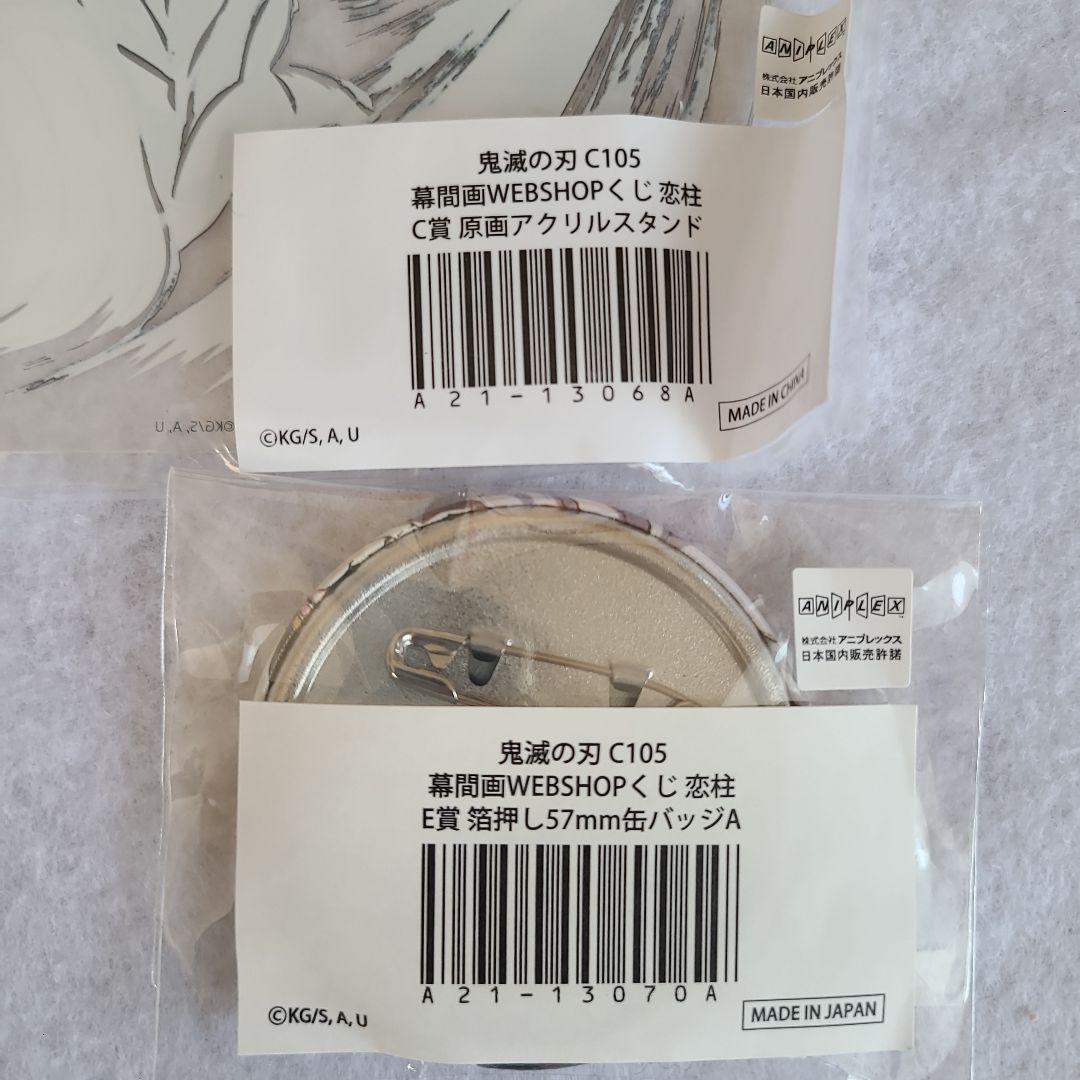 ANIPLEX
株式会社 アニプレックス
日本国内販売許諾
鬼滅の刃 C105
幕間画WEBSHOPくじ 恋柱
C賞 原画アクリルスタンド
A21-13068A
MADE IN CHINA
©KG/S, A, U
©KG/S, A, U
ANIPLEX™
株式会社 アニプレックス
日本国内販売許諾
鬼滅の刃 C105
幕間画WEBSHOPくじ 恋柱
E賞 箔押し57mm缶バッジA
A21-13070A
©KG/S, A, U
MADE IN JAPAN